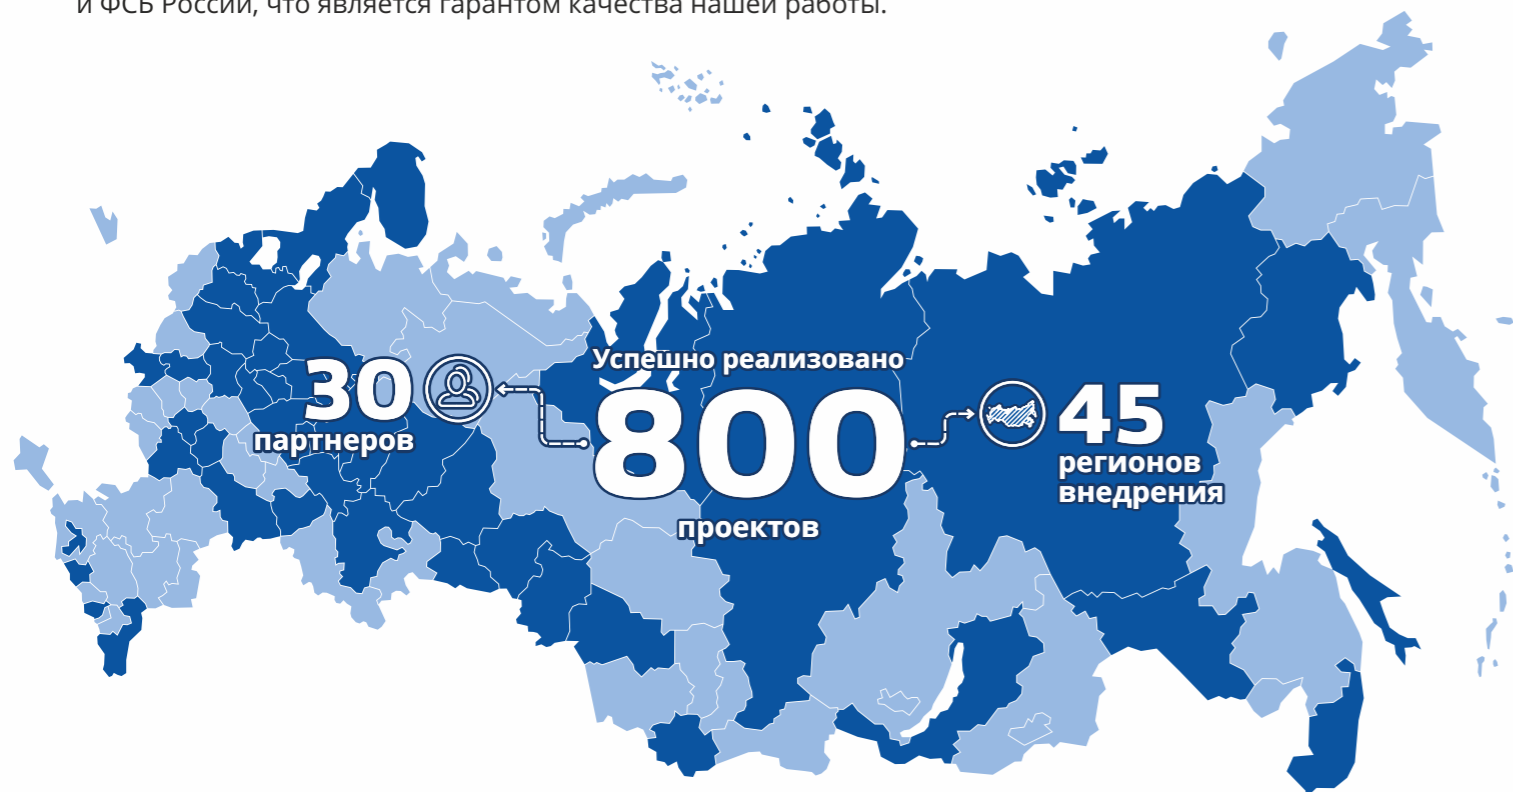 и ФСБ России, что является гарантом качества нашей работы.
Успешно реализовано
800
проектов
30
партнеров
45
регионов
внедрения